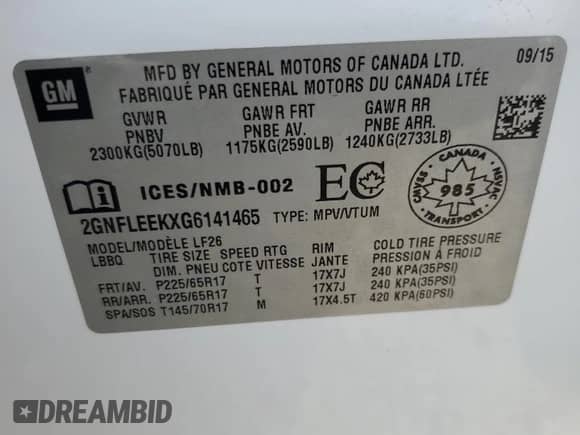 GM ®
MFD BY GENERAL MOTORS OF CANADA LTD. 09/15
FABRIQUÉ PAR GENERAL MOTORS DU CANADA LTÉE
GVWR GAWR FRT GAWR RR
PNBV PNBE AV. PNBE ARR.
2300KG(5070LB) 1175KG(2590LB) 1240KG(2733LB)
i ICES/NMB-002 EC
CANADA
CMVSS 985 NSVAC
TRANSPORT
2GNFLEEKXG6141465 TYPE: MPV/VTUM
MODEL/MODÈLE LF26
LBBQ TIRE SIZE SPEED RTG RIM COLD TIRE PRESSURE
DIM. PNEU COTE VITESSE JANTE PRESSION À FROID
FRT/AV. P225/65R17 T 17X7J 240 KPA(35PSI)
RR/ARR. P225/65R17 T 17X7J 240 KPA(35PSI)
SPA/SOS T145/70R17 M 17X4.5T 420 KPA(60PSI)
DREAMBID